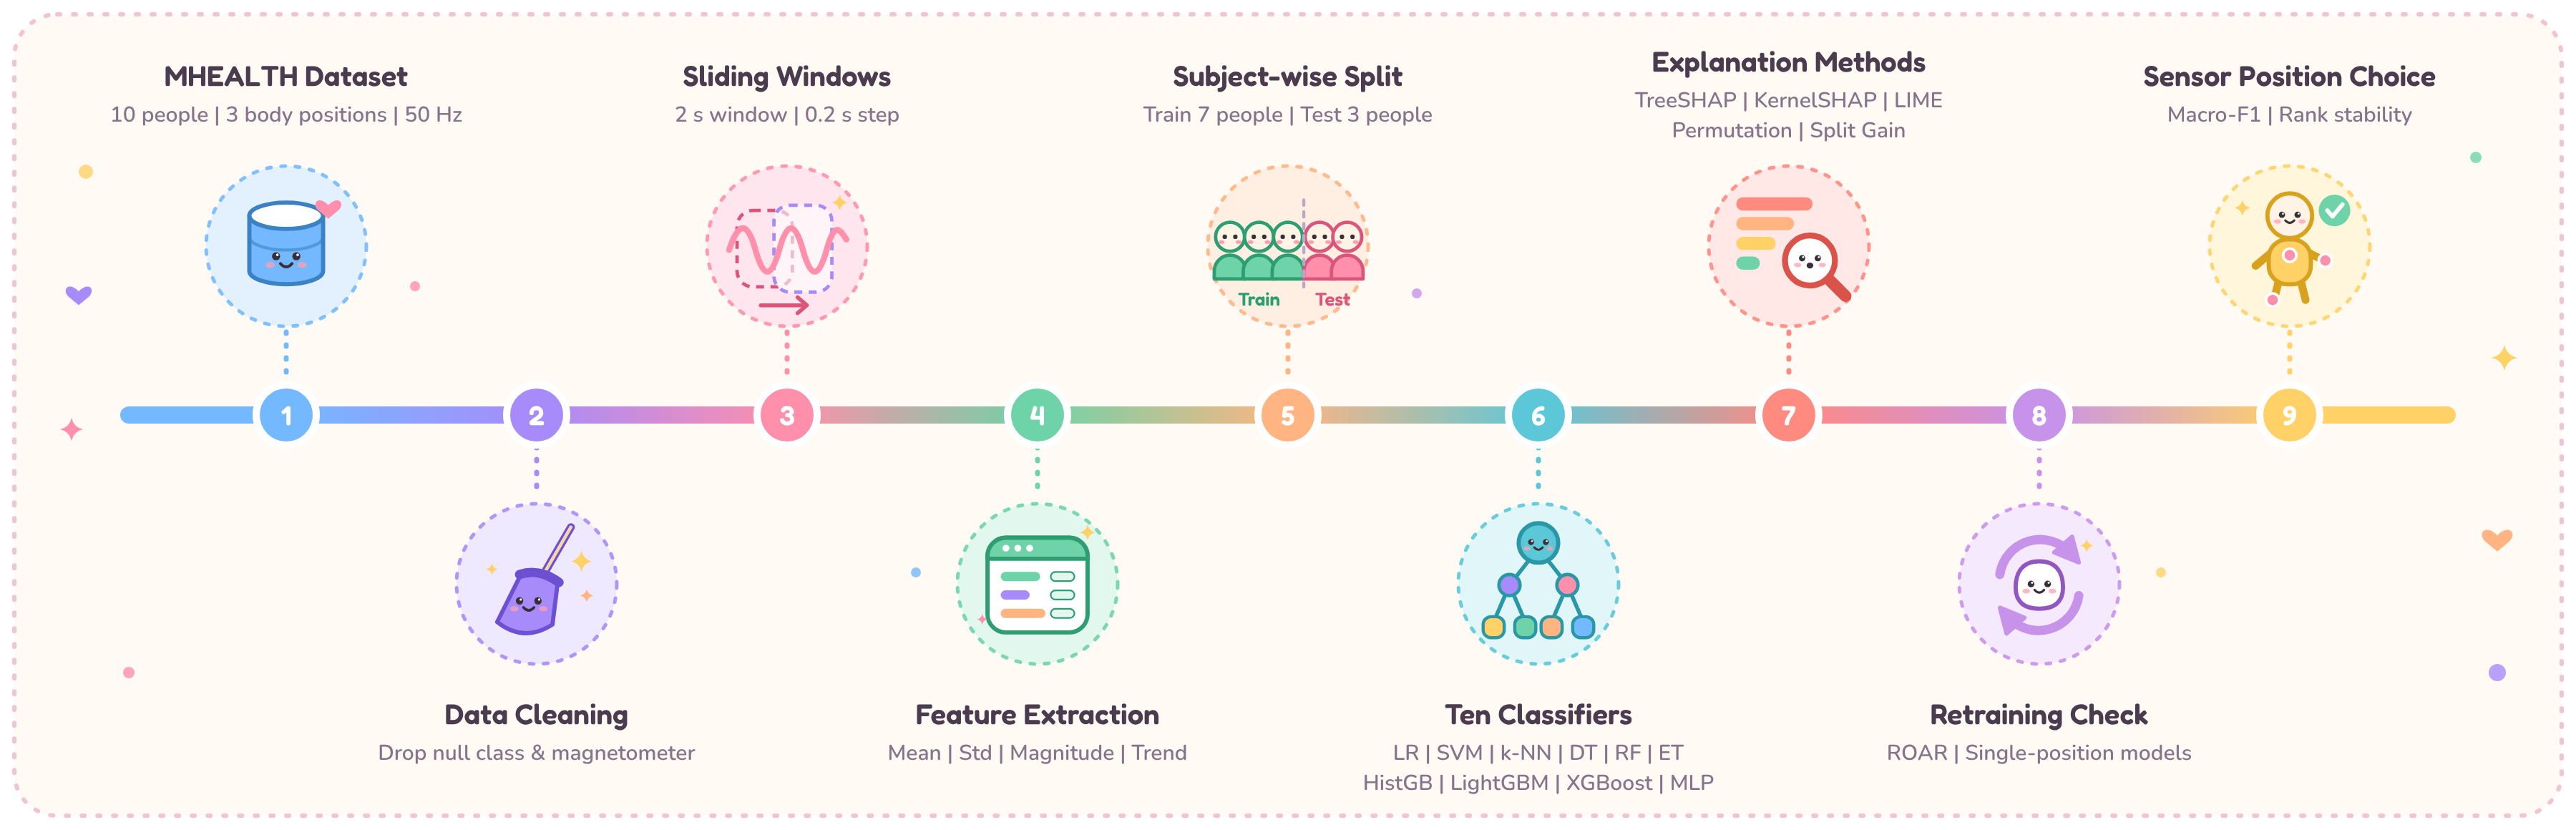 MHEALTH Dataset
10 people | 3 body positions | 50 Hz
Sliding Windows
2 s window | 0.2 s step
Subject-wise Split
Train 7 people | Test 3 people
Train
Test
Explanation Methods
TreeSHAP | KernelSHAP | LIME
Permutation | Split Gain
Sensor Position Choice
Macro-F1 | Rank stability
1
2
3
4
5
6
7
8
9
Data Cleaning
Drop null class & magnetometer
Feature Extraction
Mean | Std | Magnitude | Trend
Ten Classifiers
LR | SVM | k-NN | DT | RF | ET
HistGB | LightGBM | XGBoost | MLP
Retraining Check
ROAR | Single-position models